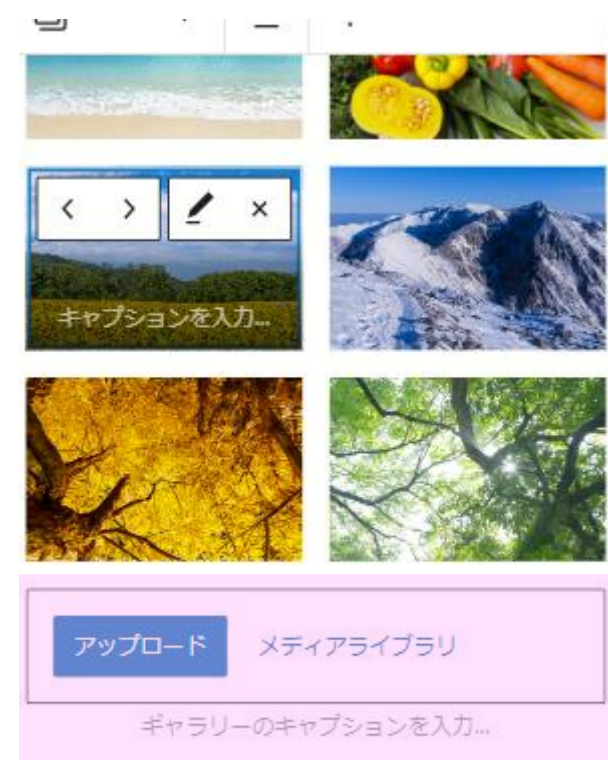 キャプションを入力...
アップロード メディアライブラリ
ギャラリーのキャプションを入力...